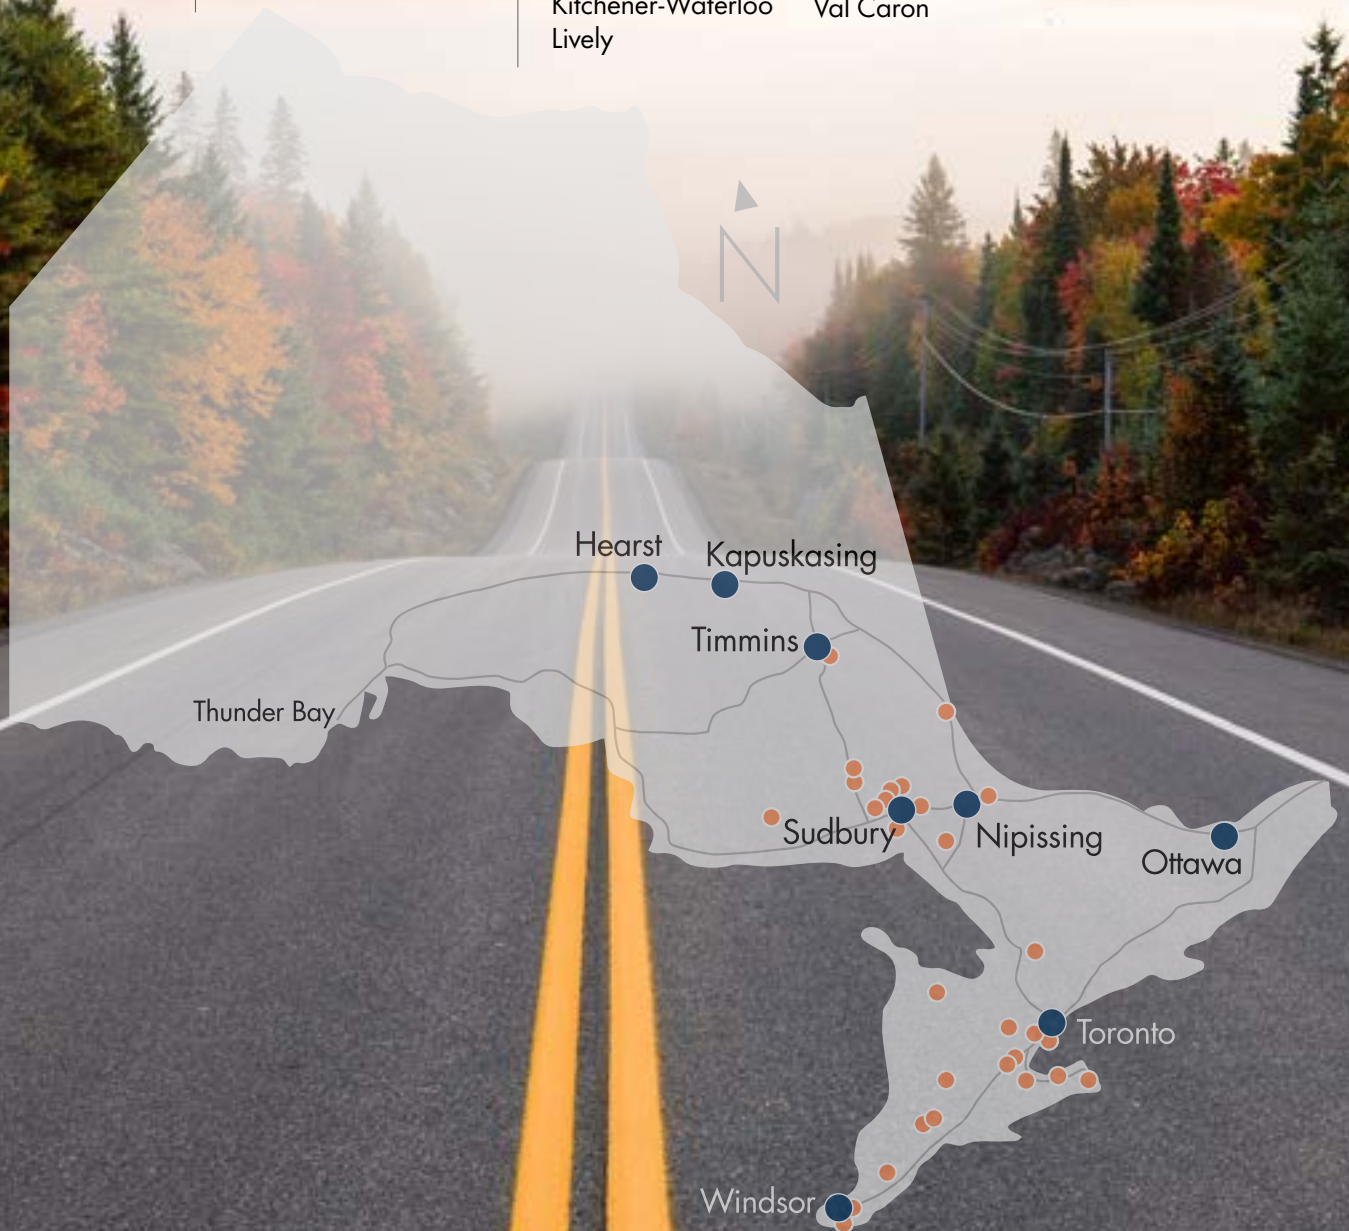 Kitchener-Waterloo
Val Caron
Lively
N
Hearst
Kapuskasing
Timmins
Thunder Bay
Sudbury
Nipissing
Ottawa
Toronto
Windsor